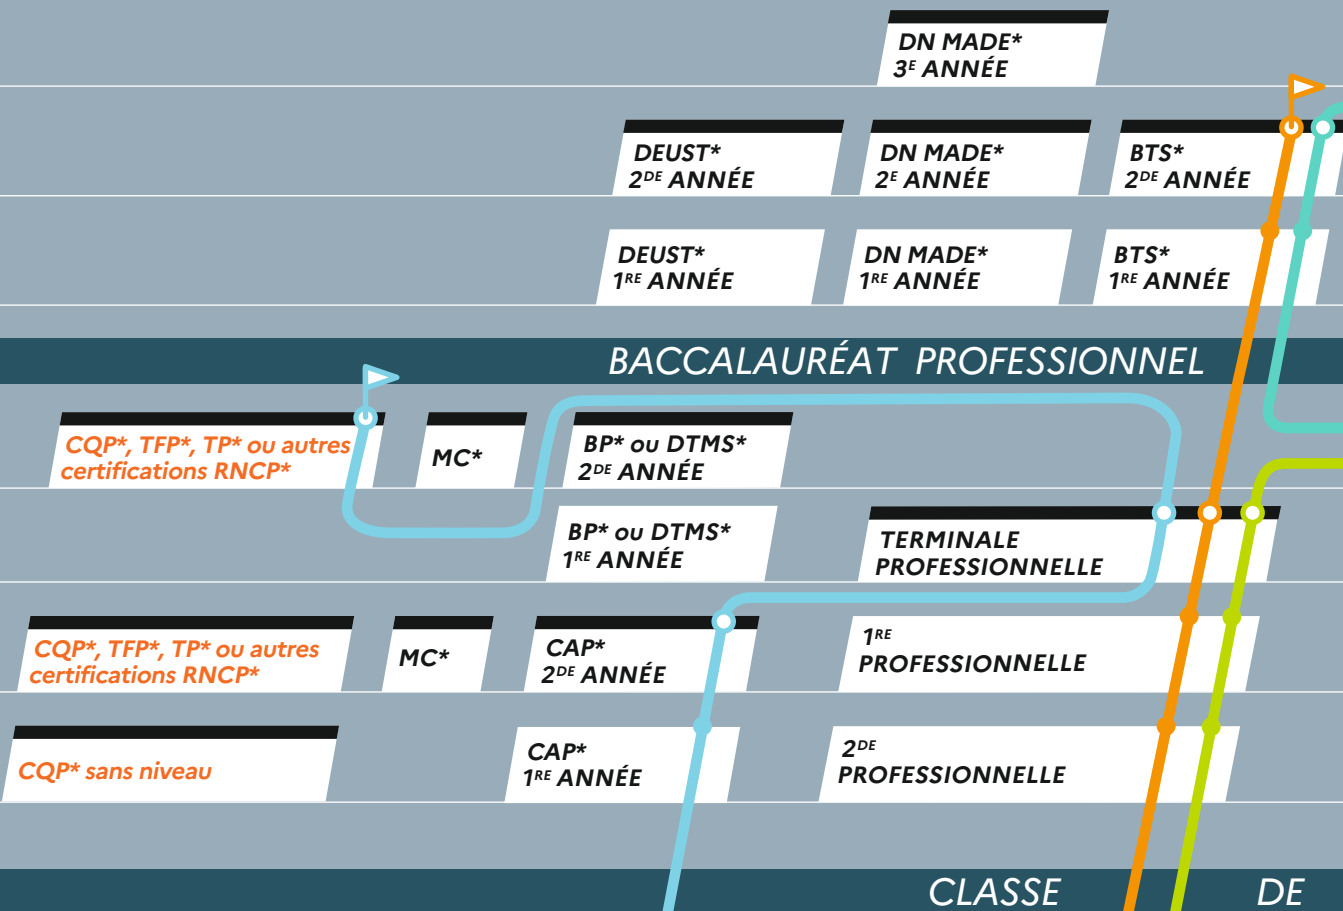 DN MADE*
3E ANNÉE
DEUST*
2DE ANNÉE
DN MADE*
2E ANNÉE
BTS*
2DE ANNÉE
DEUST*
1RE ANNÉE
DN MADE*
1RE ANNÉE
BTS*
1RE ANNÉE
BACCALAURÉAT PROFESSIONNEL
CQP*, TFP*, TP* ou autres
certifications RNCP*
MC*
BP* ou DTMS*
2DE ANNÉE
BP* ou DTMS*
1RE ANNÉE
TERMINALE
PROFESSIONNELLE
CQP*, TFP*, TP* ou autres
certifications RNCP*
MC*
CAP*
2DE ANNÉE
1RE
PROFESSIONNELLE
CQP* sans niveau
CAP*
1RE ANNÉE
2DE
PROFESSIONNELLE
CLASSE DE